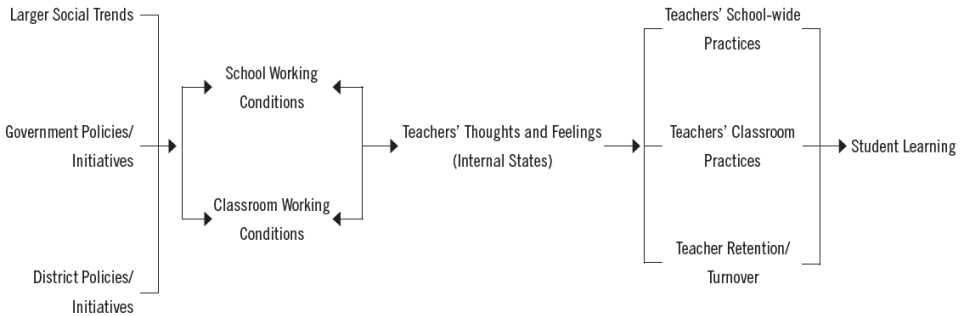 Larger Social Trends
Government Policies/
Initiatives
District Policies/
Initiatives
School Working
Conditions
Classroom Working
Conditions
Teachers’ Thoughts and Feelings
(Internal States)
Teachers’ School-wide
Practices
Teachers’ Classroom
Practices
Teacher Retention/
Turnover
Student Learning